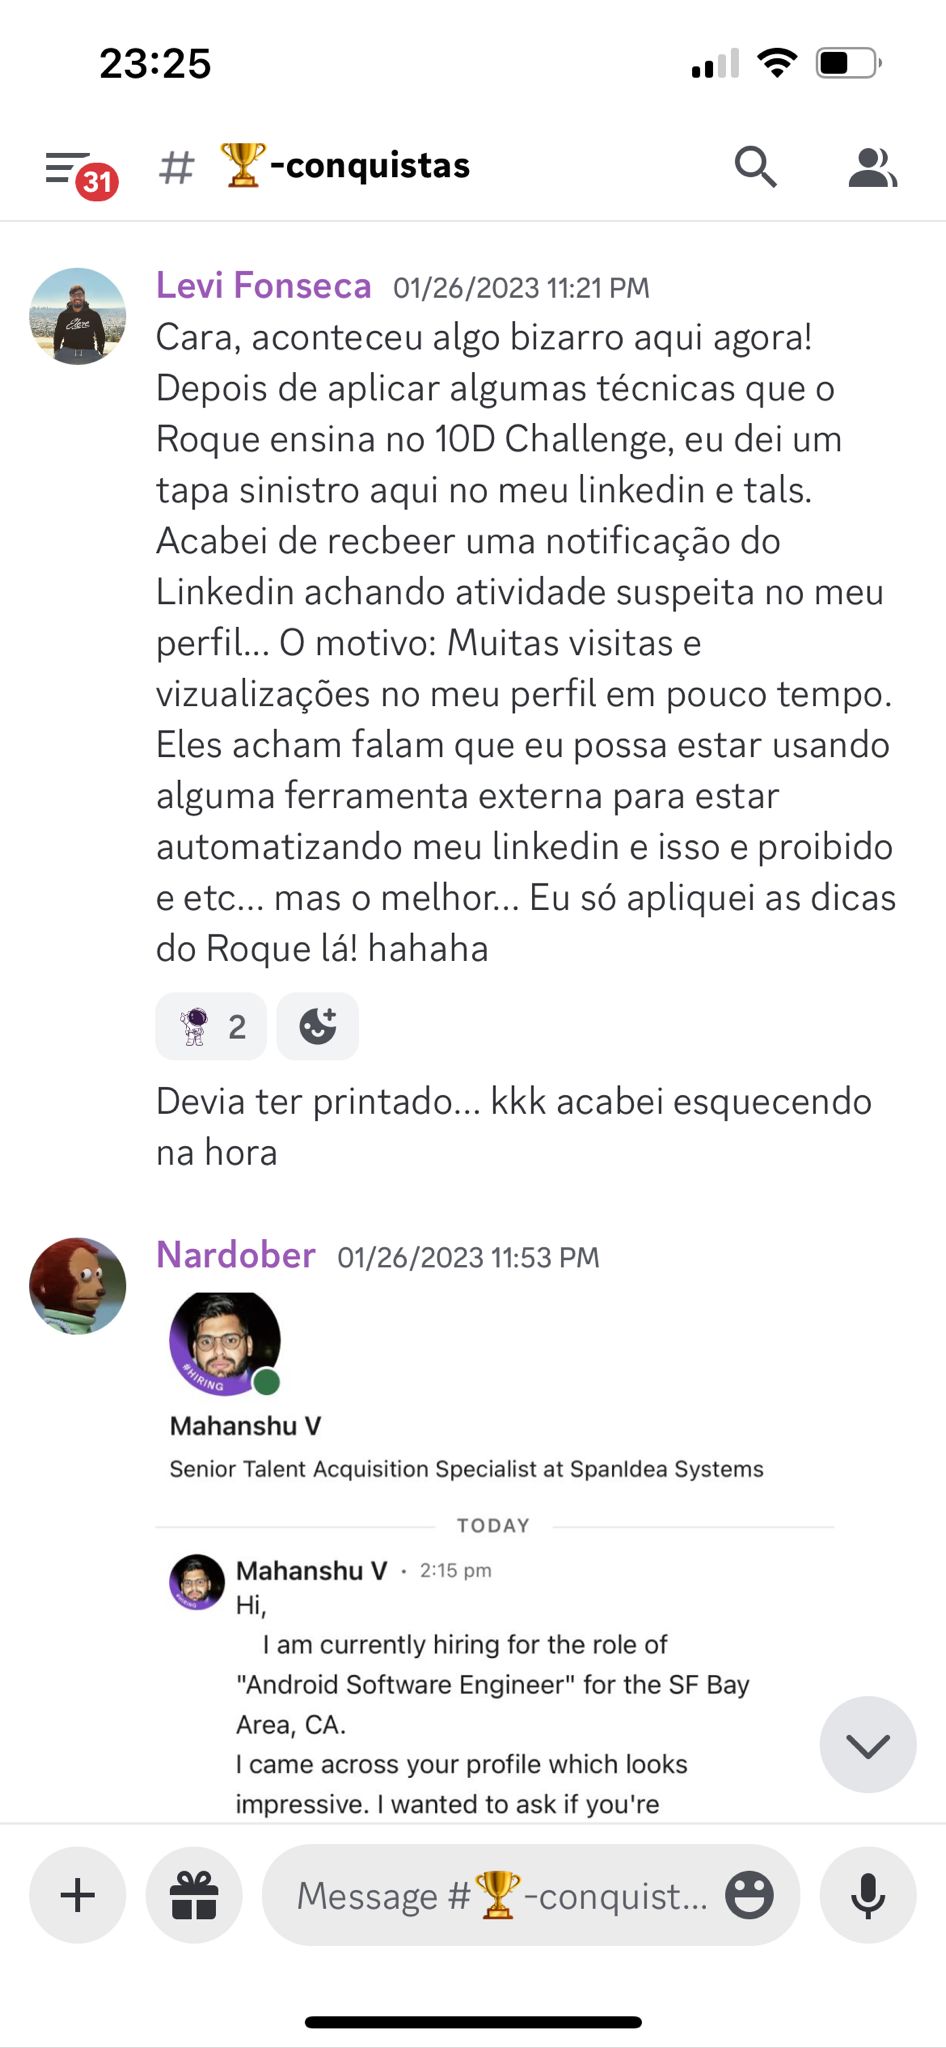 23:25
31
# 🏆-conquistas
Levi Fonseca 01/26/2023 11:21 PM
Cara, aconteceu algo bizarro aqui agora!
Depois de aplicar algumas técnicas que o
Roque ensina no 10D Challenge, eu dei um
tapa sinistro aqui no meu linkedin e tals.
Acabei de recbeer uma notificação do
Linkedin achando atividade suspeita no meu
perfil... O motivo: Muitas visitas e
vizualizações no meu perfil em pouco tempo.
Eles acham falam que eu possa estar usando
alguma ferramenta externa para estar
automatizando meu linkedin e isso e proibido
e etc... mas o melhor... Eu só apliquei as dicas
do Roque lá! hahaha
2
Devia ter printado... kkk acabei esquecendo
na hora
Nardober 01/26/2023 11:53 PM
#HIRING
Mahanshu V
Senior Talent Acquisition Specialist at SpanIdea Systems
TODAY
Mahanshu V • 2:15 pm
Hi,
I am currently hiring for the role of
"Android Software Engineer" for the SF Bay
Area, CA.
I came across your profile which looks
impressive. I wanted to ask if you're
Message #🏆-conquist...